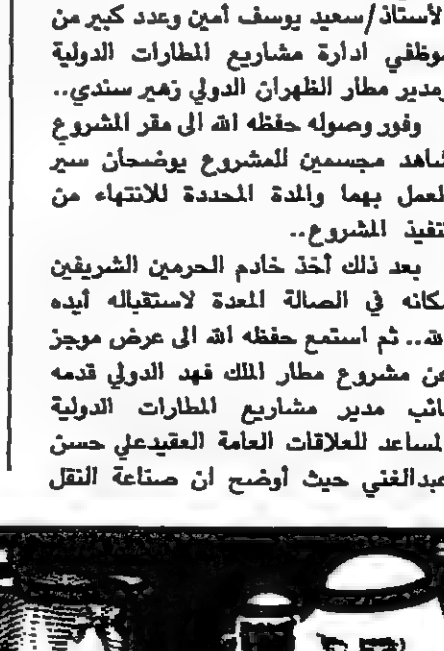 لأستاذ/سعيد يوسف أمين وعدد كبير من
موظفي ادارة مشاريع المطارات الدولية
ومدير مطار الظهران الدولي زهير سندي..
وفور وصوله حفظه الله الى مقر المشروع
شاهد مجسمين للمشروع يوضحان سير
لعمل بهما والمدة المحددة للانتهاء من
تنفيذ المشروع..
بعد ذلك أخذ خادم الحرمين الشريفين
مكانه في الصالة المعدة لاستقباله أيده
الله.. ثم استمع حفظه الله الى عرض موجز
عن مشروع مطار الملك فهد الدولي قدمه
نائب مدير مشاريع المطارات الدولية
لمساعد للعلاقات العامة العقيدعلي حسن
عبدالغني حيث أوضح ان صناعة النقل